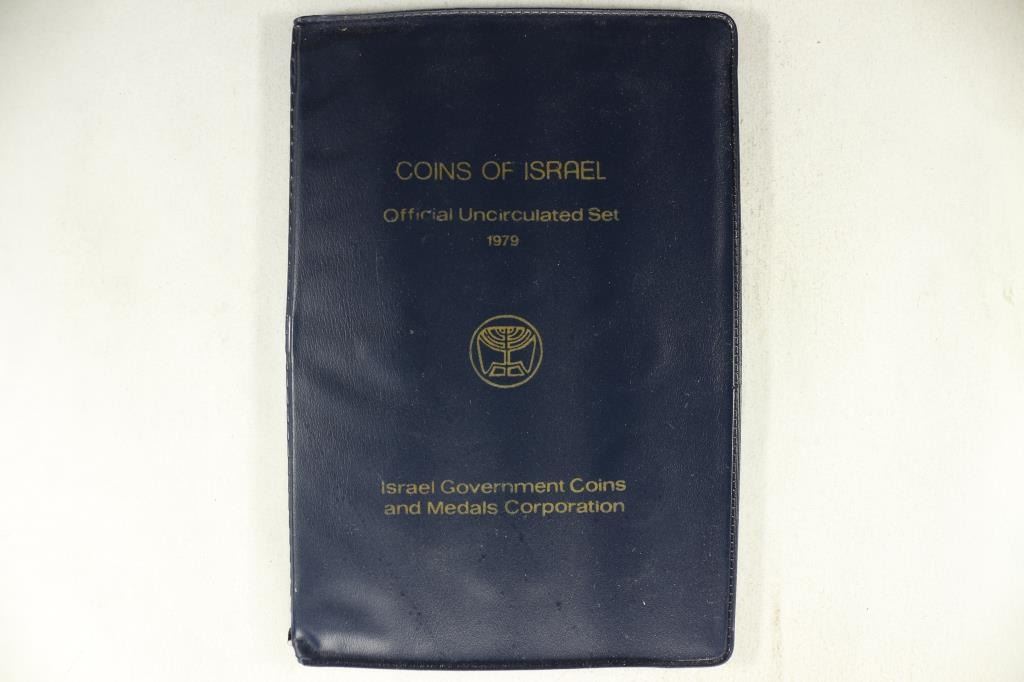 COINS OF ISRAEL
Official Uncirculated Set
1979
Israel Government Coins
and Medals Corporation